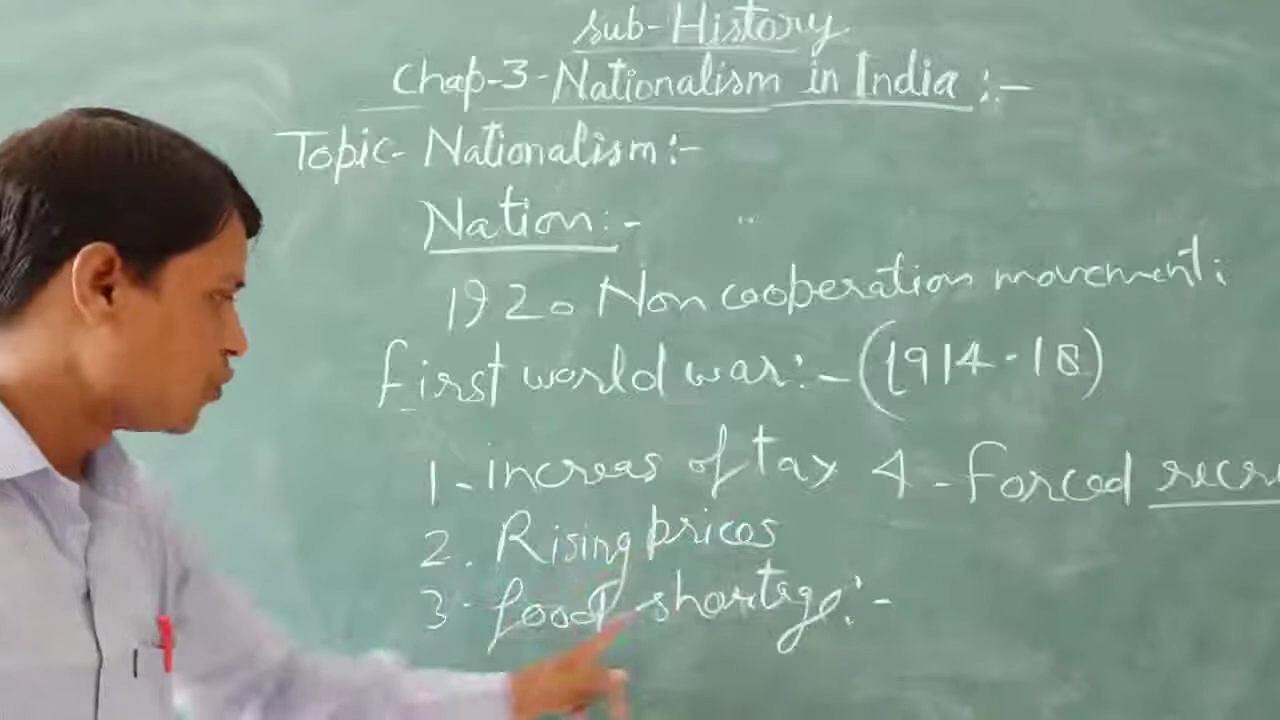 Sub-History
Chap-3-Nationalism in India :-
Topic- Nationalism:-
Nation:-
1920 Non cooperation movement:
First world war:- (1914-18)
1-increas of tax 4-Forced recr
2. Rising prices
3-food shortage:-